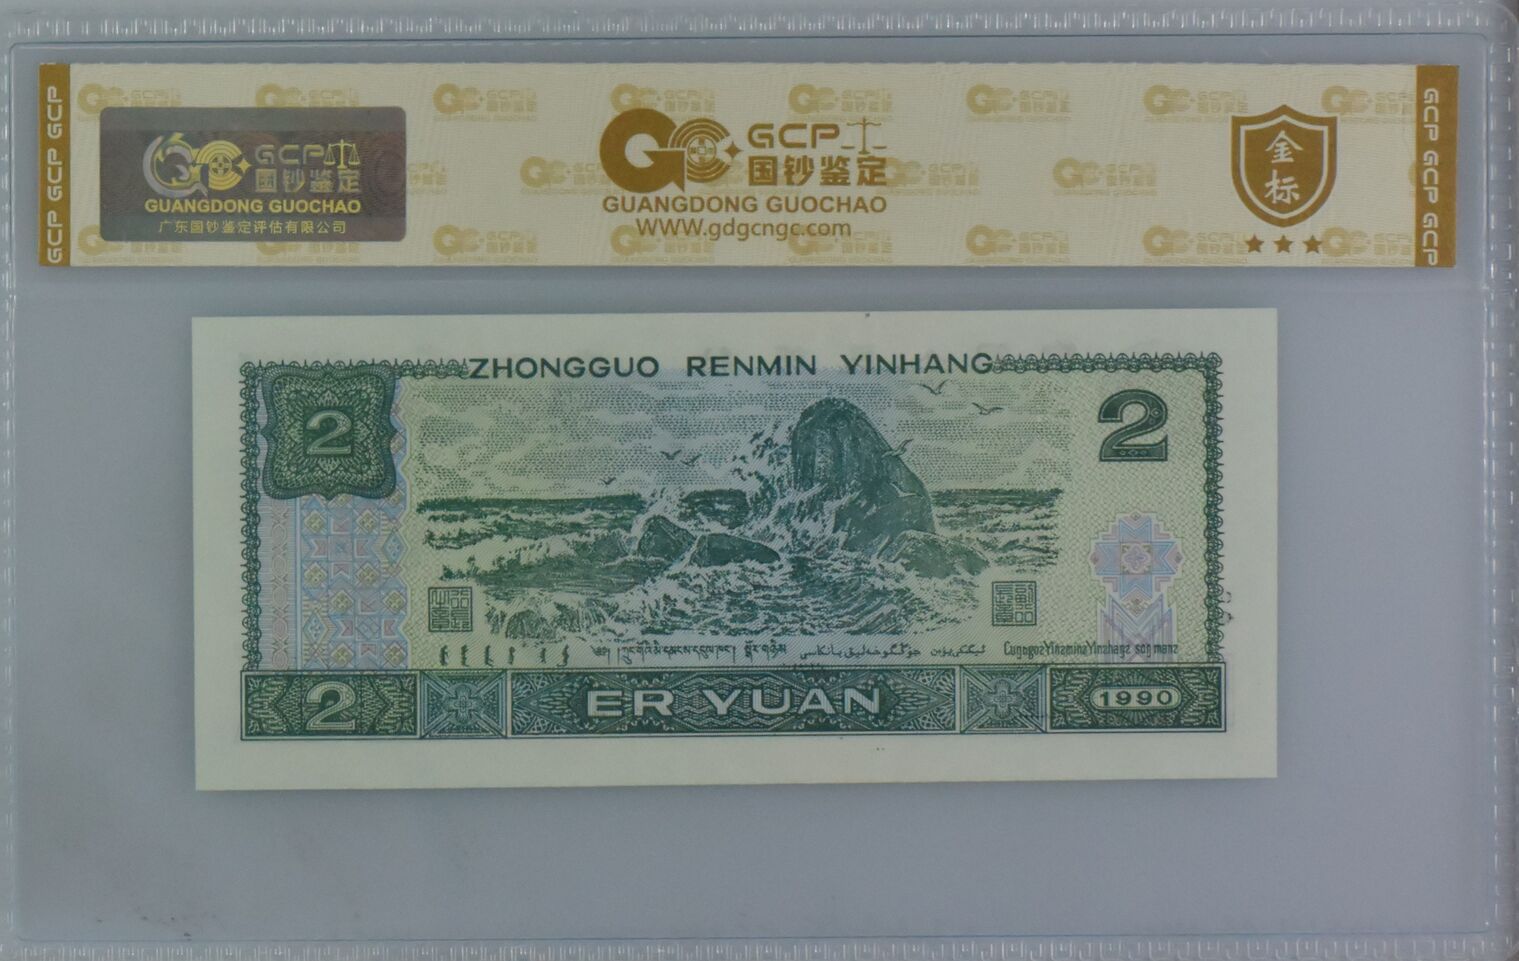 GCP GCP GCP
GCP
国钞鉴定
GUANGDONG GUOCHAO
广东国钞鉴定评估有限公司
GCP
国钞鉴定
GUANGDONG GUOCHAO
www.gdgcngc.com
金标
GCP GCP GCP
ZHONGGUO RENMIN YINHANG
2
2
2
ER YUAN
1990